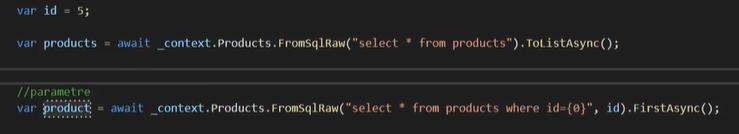 var id = 5;
var products = await _context.Products.FromSqlRaw("select * from products").ToListAsync();
//parametre
var product = await _context.Products.FromSqlRaw("select * from products where id={0}", id).FirstAsync();